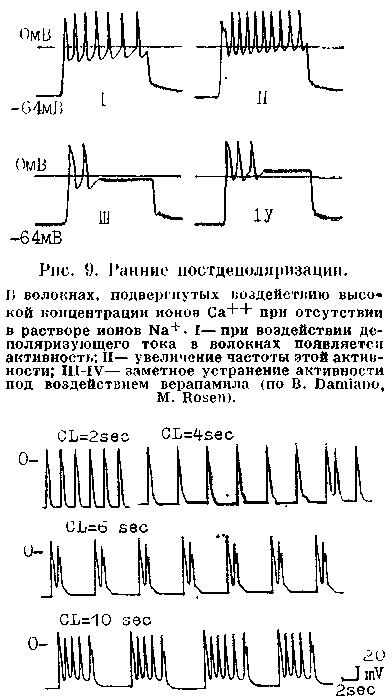 0мВ
I
II
-64мВ
0мВ
III
IУ
-64мВ
Рис. 9. Ранние постдеполяризации.
В волокнах, подвергнутых воздействию высо-
кой концентрации ионов Ca++ при отсутствии
в растворе ионов Na+. I— при воздействии де-
поляризующего тока в волокнах появляется
активность; II— увеличение частоты этой актив-
ности; III-IV— заметное устранение активности
под воздействием верапамила (по B. Damiano,
M. Rosen).
CL=2sec
CL=4sec
0-
CL=6 sec
0-
CL=10 sec
0-
20
mV
2sec